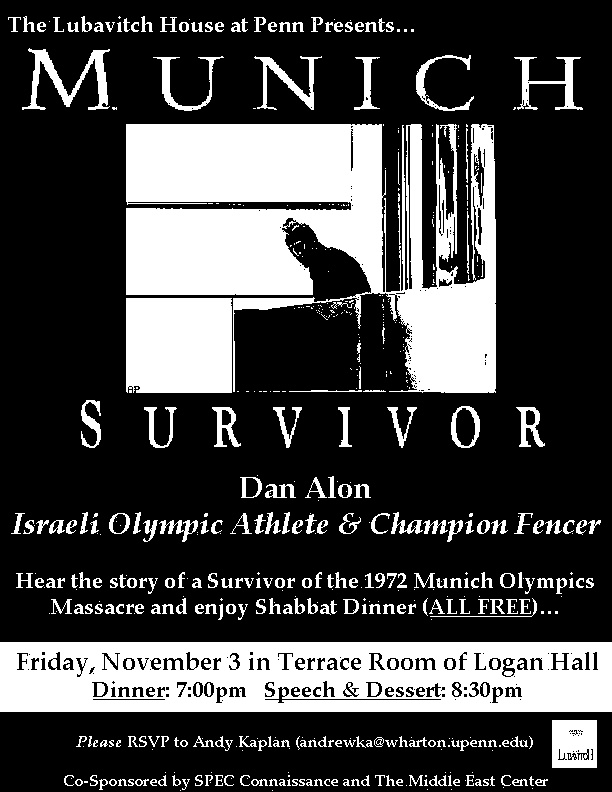 The Lubavitch House at Penn Presents…
MUNICH
AP
SURVIVOR
Dan Alon
Israeli Olympic Athlete & Champion Fencer
Hear the story of a Survivor of the 1972 Munich Olympics
Massacre and enjoy Shabbat Dinner (ALL FREE)…
Friday, November 3 in Terrace Room of Logan Hall
Dinner: 7:00pm Speech & Dessert: 8:30pm
Please RSVP to Andy Kaplan (andrewka@wharton.upenn.edu)
Lubavitch
Co-Sponsored by SPEC Connaissance and The Middle East Center